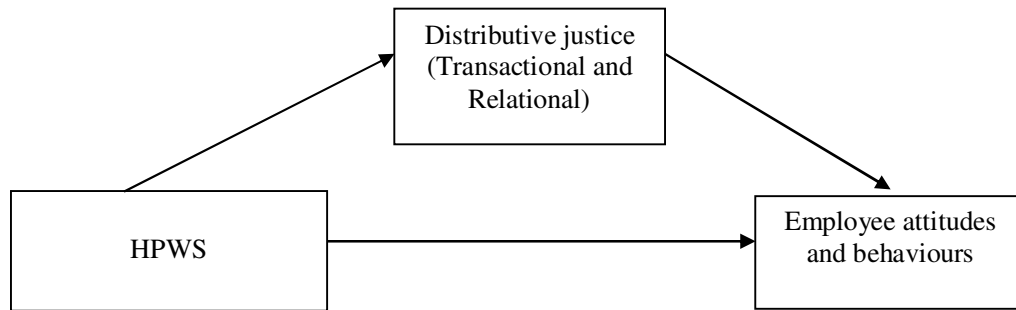 Distributive justice
(Transactional and
Relational)
HPWS
Employee attitudes
and behaviours